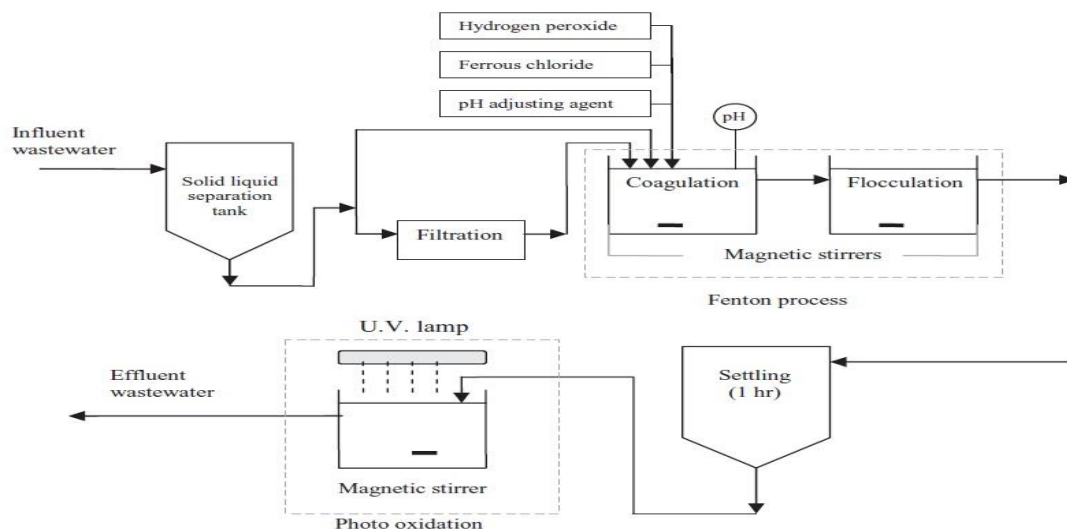 Hydrogen peroxide
Ferrous chloride
pH adjusting agent
pH
Influent
wastewater
Solid liquid
separation
tank
Filtration
Coagulation
Flocculation
Magnetic stirrers
Fenton process
U.V. lamp
Effluent
wastewater
Settling
(1 hr)
Magnetic stirrer
Photo oxidation